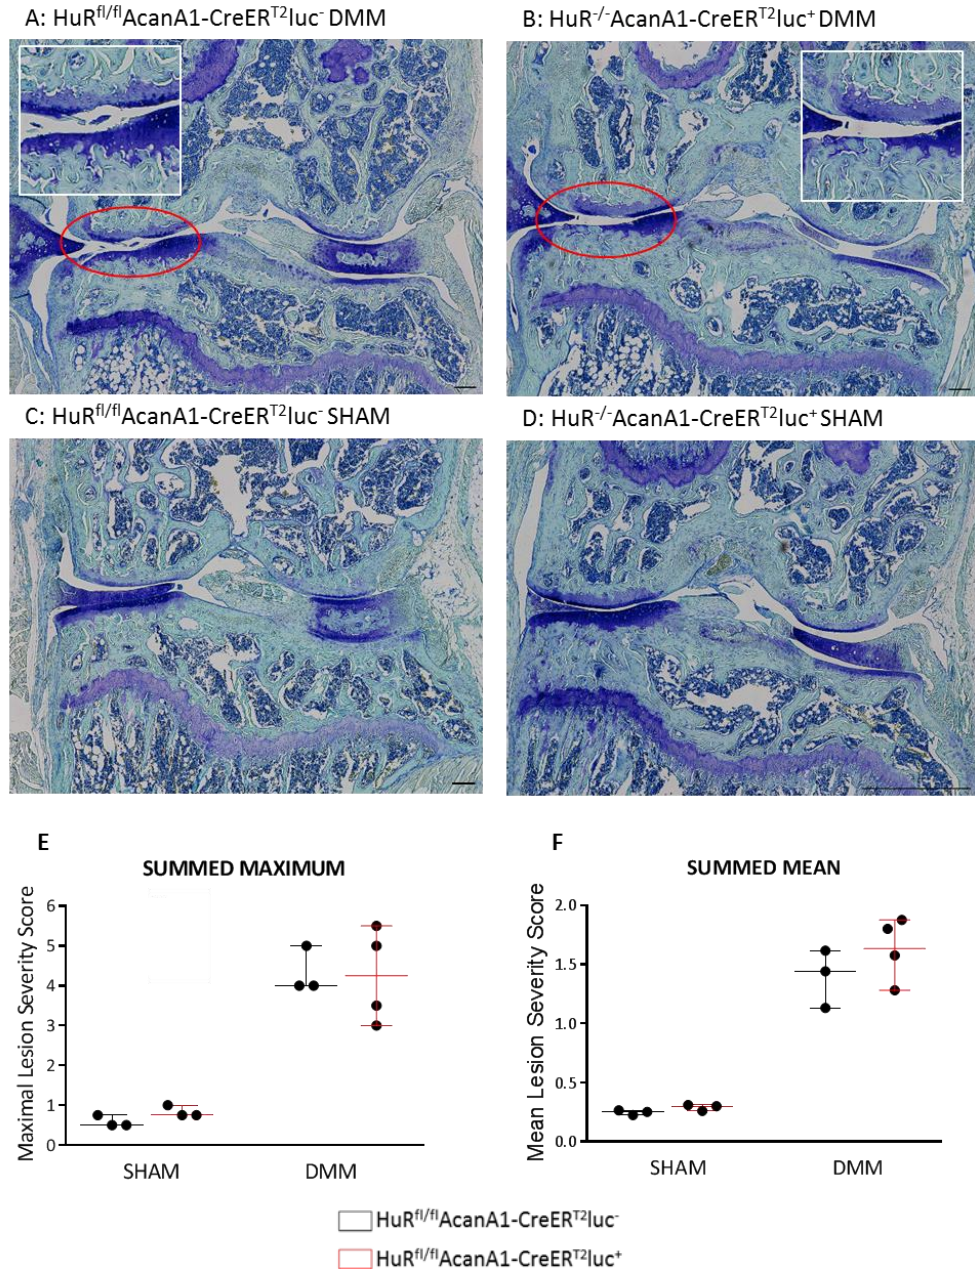 A: HuRfl/flAcanA1-CreERT2luc- DMM
B: HuR-/-AcanA1-CreERT2luc+ DMM
C: HuRfl/flAcanA1-CreERT2luc- SHAM
D: HuR-/-AcanA1-CreERT2luc+ SHAM
E
SUMMED MAXIMUM
Maximal Lesion Severity Score
6
5
4
3
2
1
0
SHAM
DMM
F
SUMMED MEAN
Mean Lesion Severity Score
2.0
1.5
1.0
0.5
0.0
SHAM
DMM
HuRfl/flAcanA1-CreERT2luc-
HuRfl/flAcanA1-CreERT2luc+